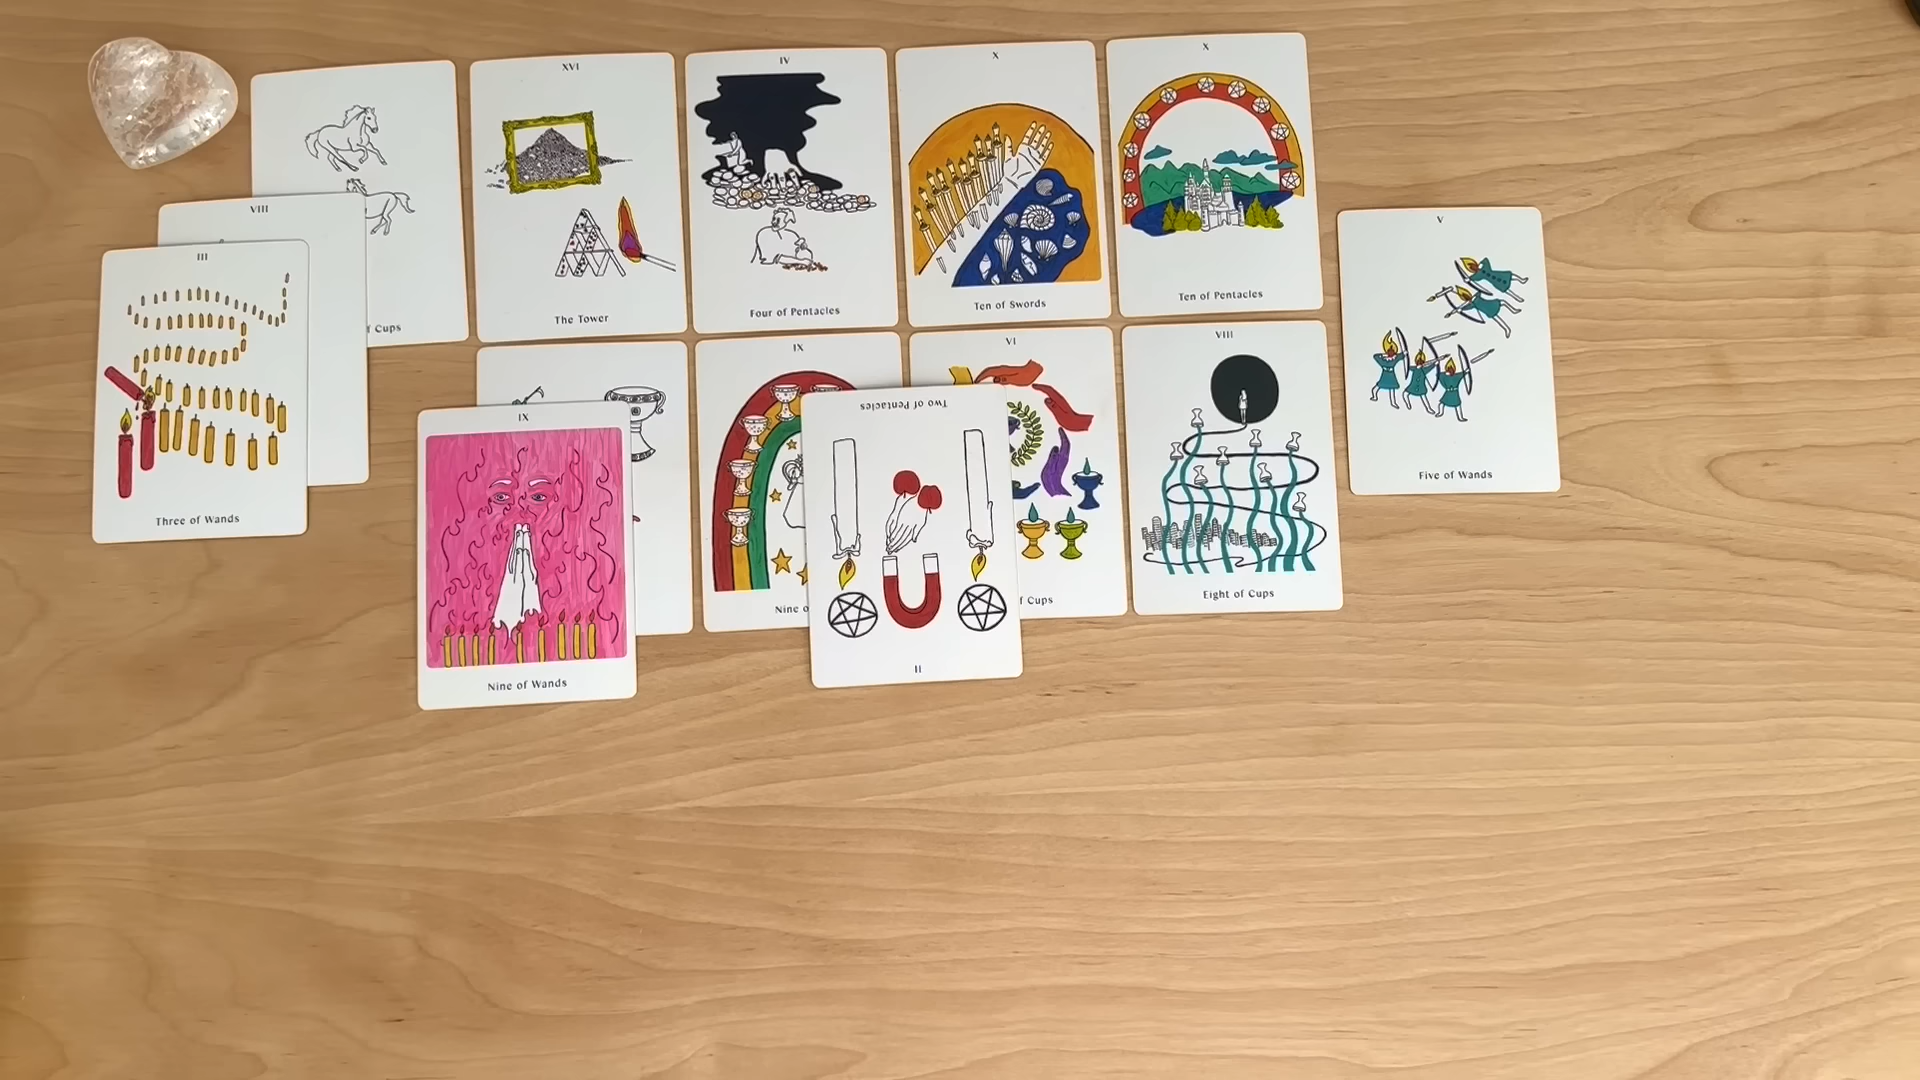 f Cups
XVI
The Tower
IV
Four of Pentacles
X
Ten of Swords
X
Ten of Pentacles
VIII
III
Three of Wands
V
Five of Wands
IX
Nine of Wands
IX
Nine o
Two of Pentacles
II
VI
f Cups
VIII
Eight of Cups